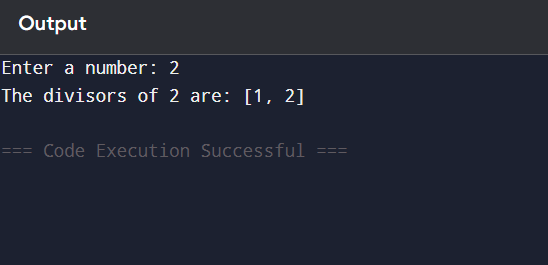 Output
Enter a number: 2
The divisors of 2 are: [1, 2]
=== Code Execution Successful ===